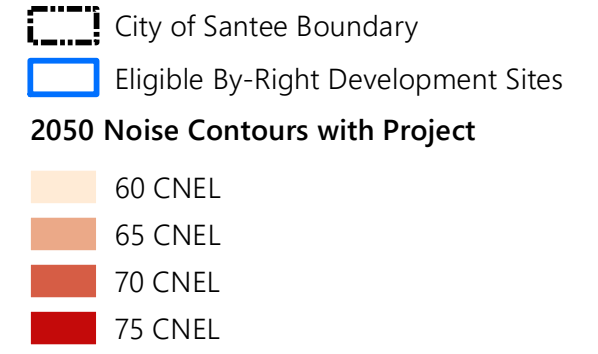 City of Santee Boundary
Eligible By-Right Development Sites
2050 Noise Contours with Project
60 CNEL
65 CNEL
70 CNEL
75 CNEL